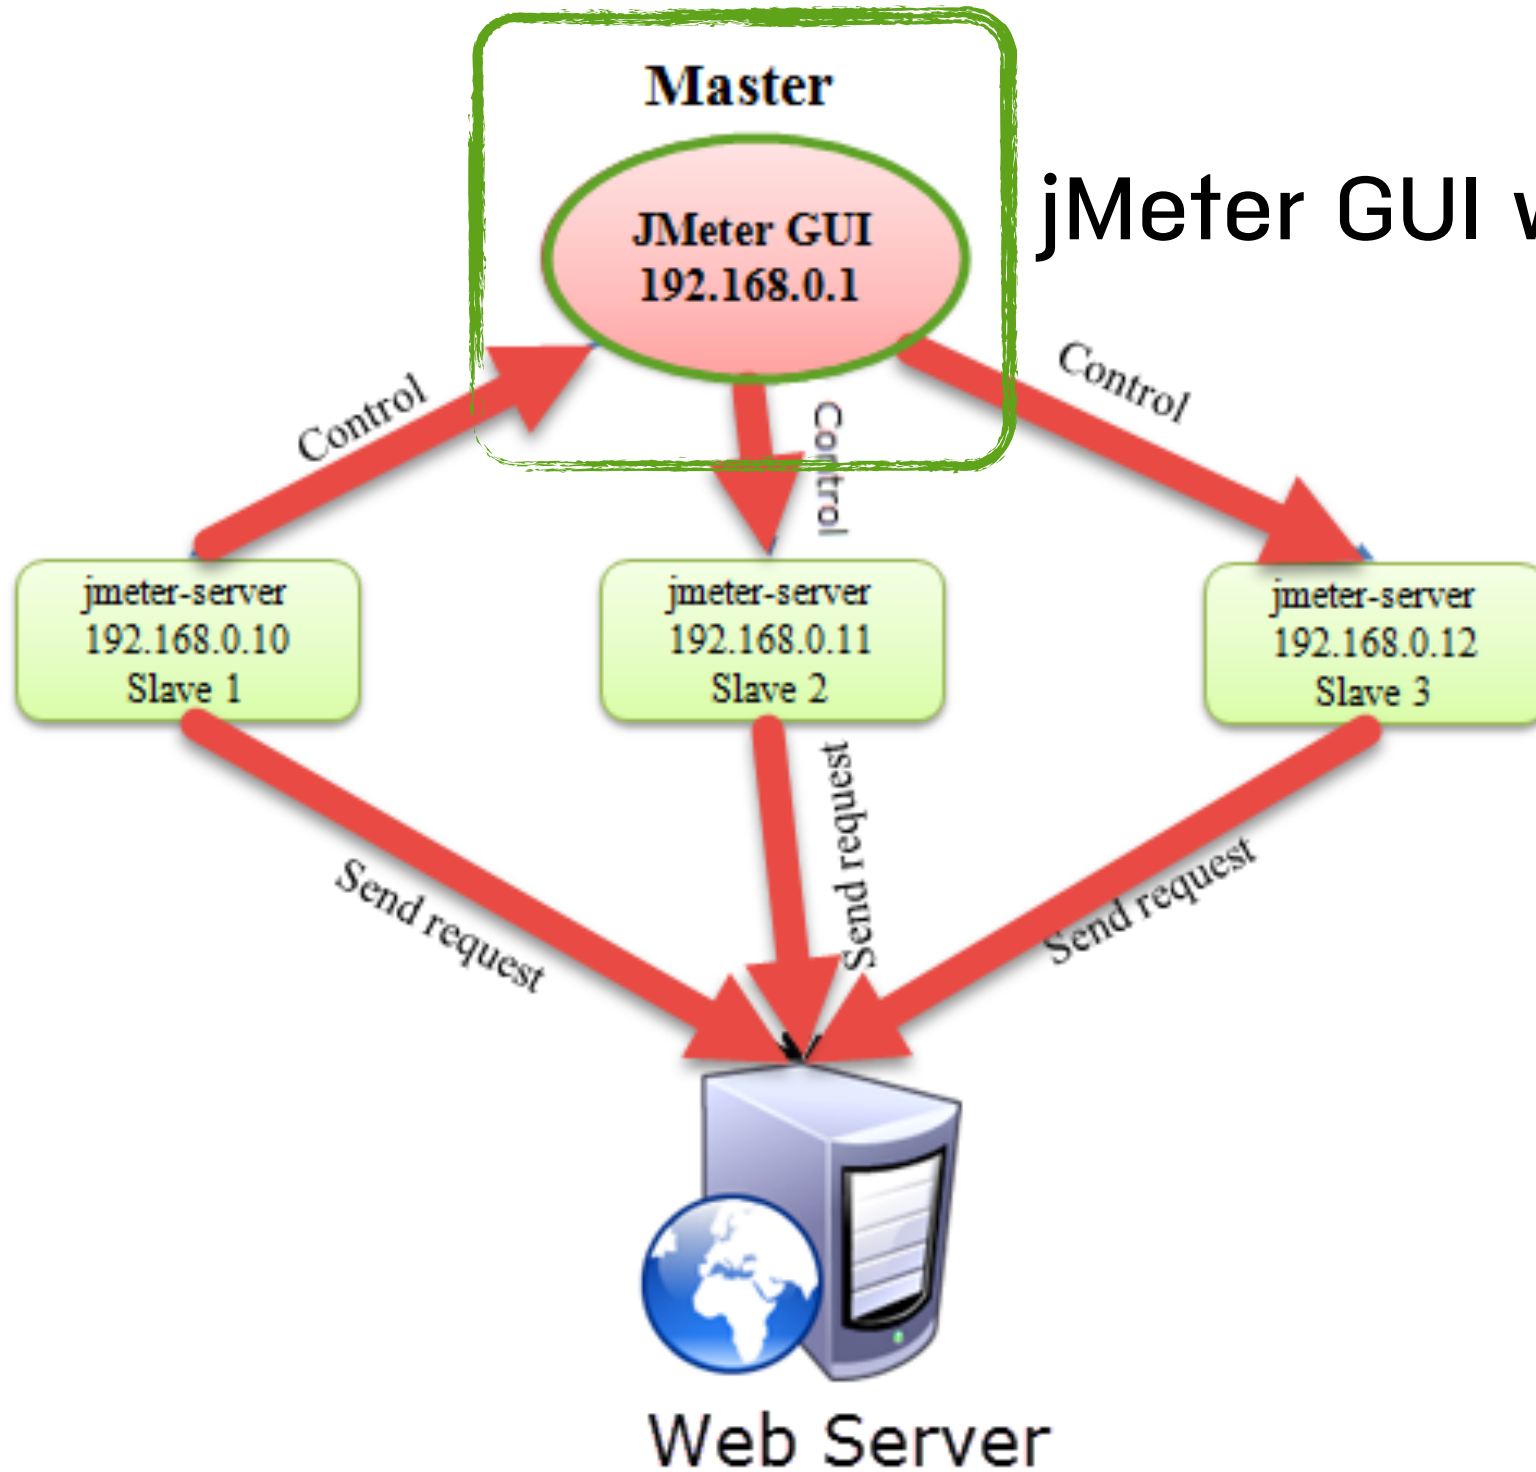 Master
JMeter GUI
192.168.0.1
jMeter GUI
Control
Control
Control
jmeter-server
192.168.0.10
Slave 1
jmeter-server
192.168.0.11
Slave 2
jmeter-server
192.168.0.12
Slave 3
Send request
Send request
Send request
Web Server